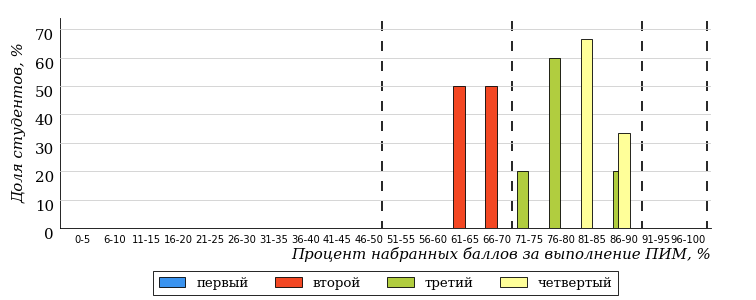 Доля студентов, %
70
60
50
40
30
20
10
0
0-5 6-10 11-15 16-20 21-25 26-30 31-35 36-40 41-45 46-50 51-55 56-60 61-65 66-70 71-75 76-80 81-85 86-90 91-95 96-100
Процент набранных баллов за выполнение ПИМ, %
первый второй третий четвертый